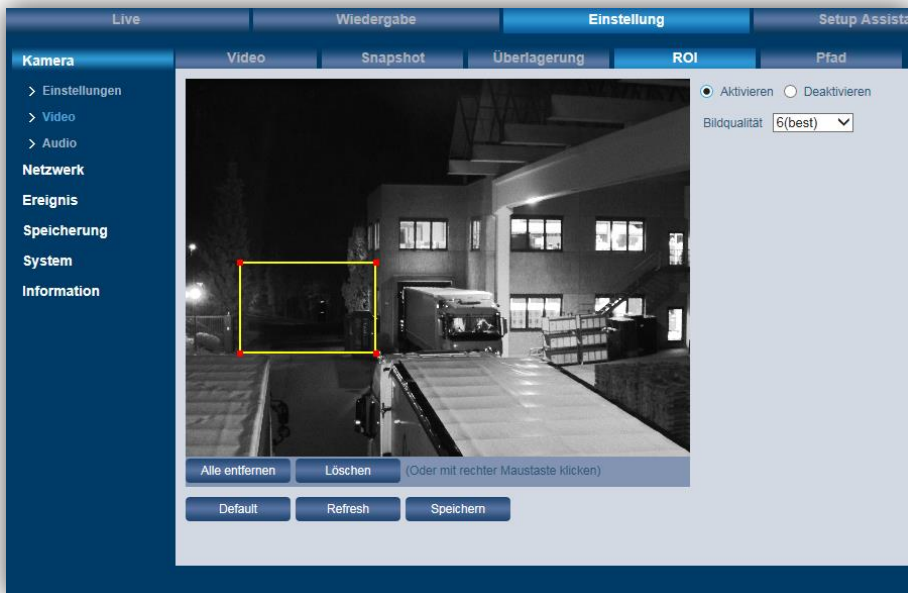 Live Wiedergabe Einstellung Setup
Kamera
Video Snapshot Überlagerung ROI Pfad
> Einstellungen
> Video
> Audio
Netzwerk
Ereignis
Speicherung
System
Information
Aktivieren Deaktivieren
Bildqualität 6(best)
Alle entfernen Löschen (Oder mit rechter Maustaste klicken)
Default Refresh Speichern